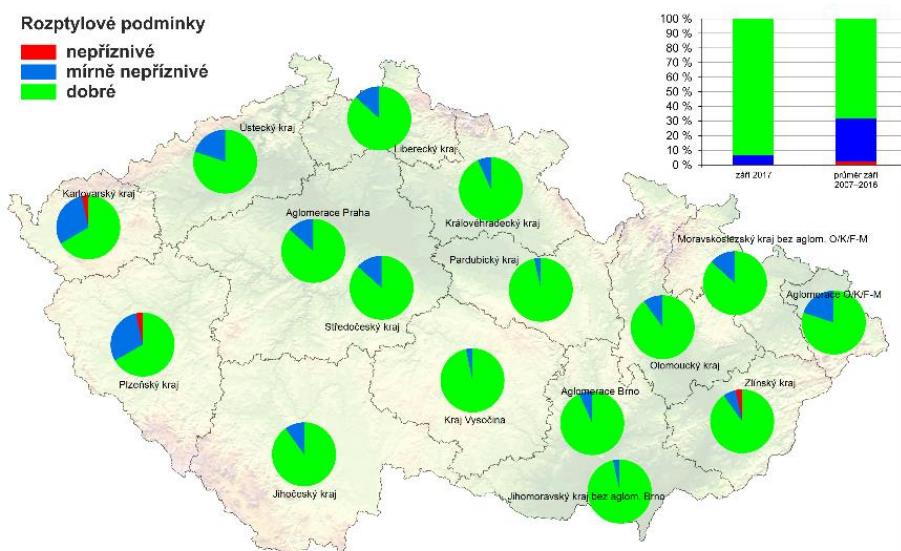 Rozptylové podmínky
nepříznivé
mírně nepříznivé
dobré
100 %
90 %
80 %
70 %
60 %
50 %
40 %
30 %
20 %
10 %
0 %
září 2017
průměr září
2007–2016
Ústecký kraj
Liberecký kraj
Karlovarský kraj
Královéhradecký kraj
Aglomerace Praha
Moravskoslezský kraj bez aglom. O/K/F-M
Pardubický kraj
Aglomerace O/K/F-M
Středočeský kraj
Olomoucký kraj
Plzeňský kraj
Zlínský kraj
Aglomerace Brno
Kraj Vysočina
Jihočeský kraj
Jihomoravský kraj bez aglom. Brno